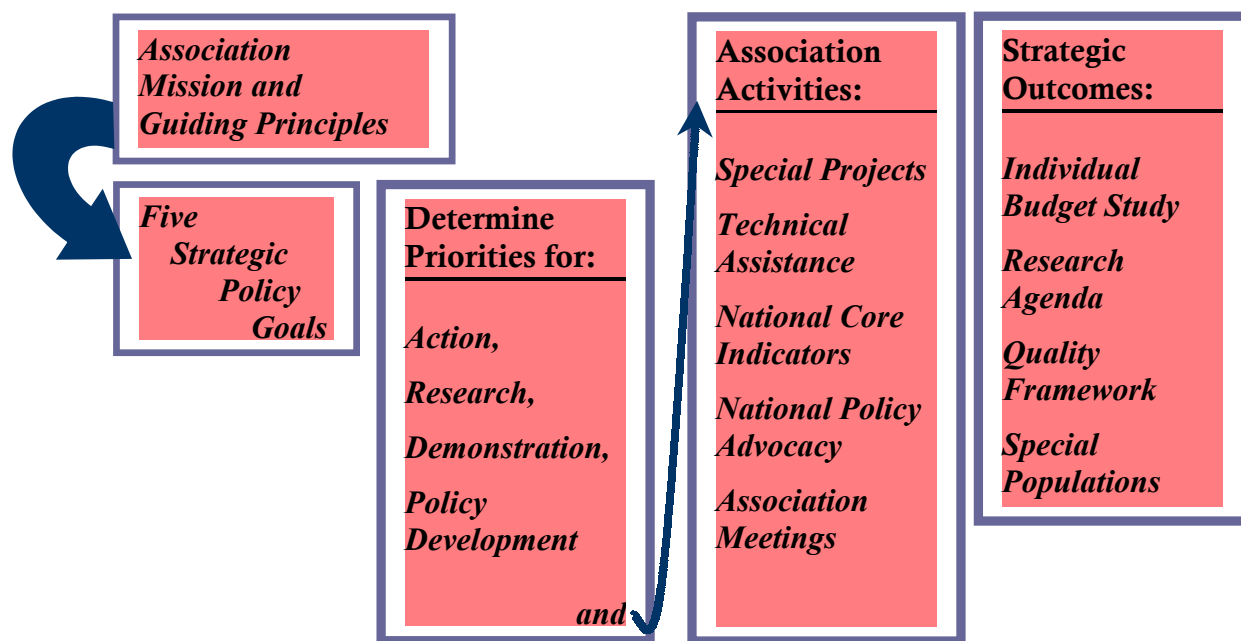 Association
Mission and
Guiding Principles
Five
Strategic
Policy
Goals
Determine
Priorities for:
Action,
Research,
Demonstration,
Policy
Development
and
Association
Activities:
Special Projects
Technical
Assistance
National Core
Indicators
National Policy
Advocacy
Association
Meetings
Strategic
Outcomes:
Individual
Budget Study
Research
Agenda
Quality
Framework
Special
Populations